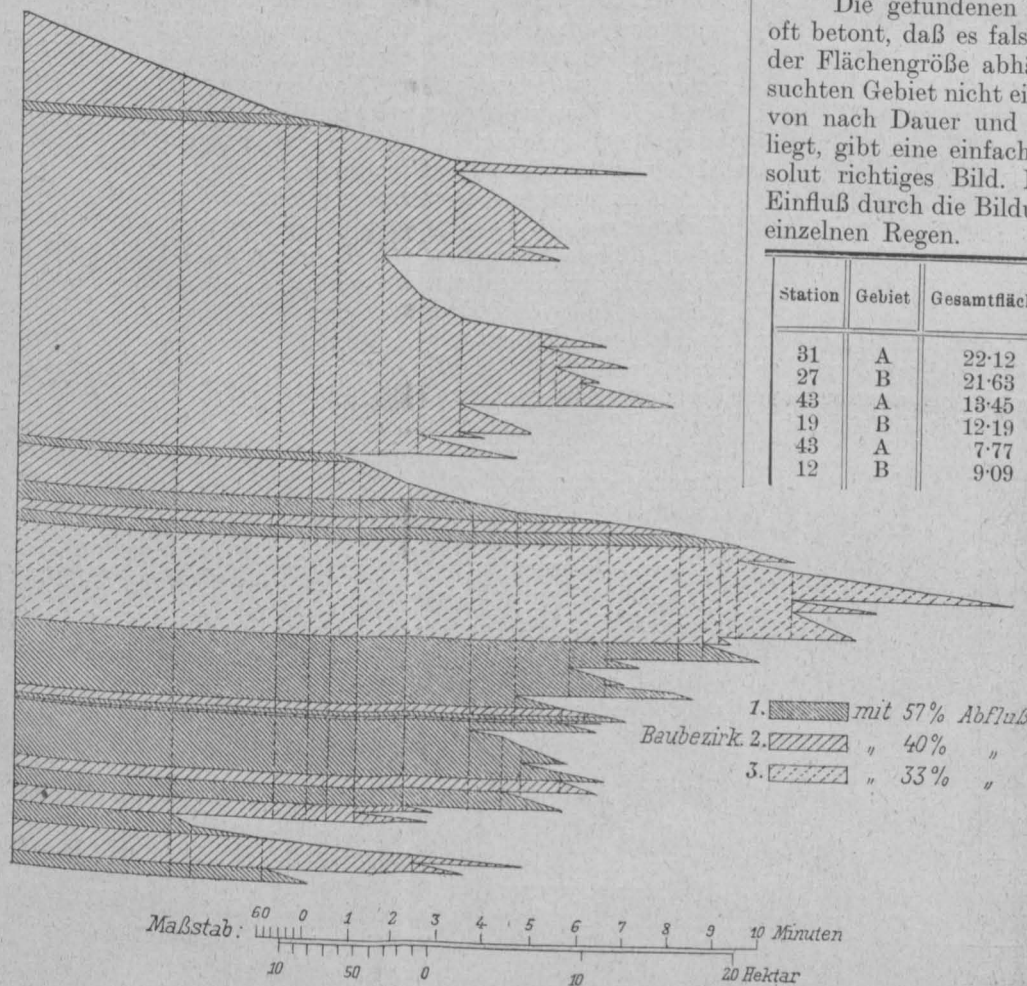 Die gefundenen
oft betont, daß es fals
der Flächengröße abhä
suchten Gebiet nicht ei
von nach Dauer und
liegt, gibt eine einfach
solut richtiges Bild.
Einfluß durch die Bildu
einzelnen Regen.
Station Gebiet Gesamtfläch
31 A 22·12
27 B 21·63
43 A 13·45
19 B 12·19
43 A 7·77
12 B 9·09
1. mit 57% Abfluß
Baubezirk 2. „ 40% „
3. „ 33% „
Maßstab: 60 0 1 2 3 4 5 6 7 8 9 10 Minuten
10 50 0 10 20 Hektar